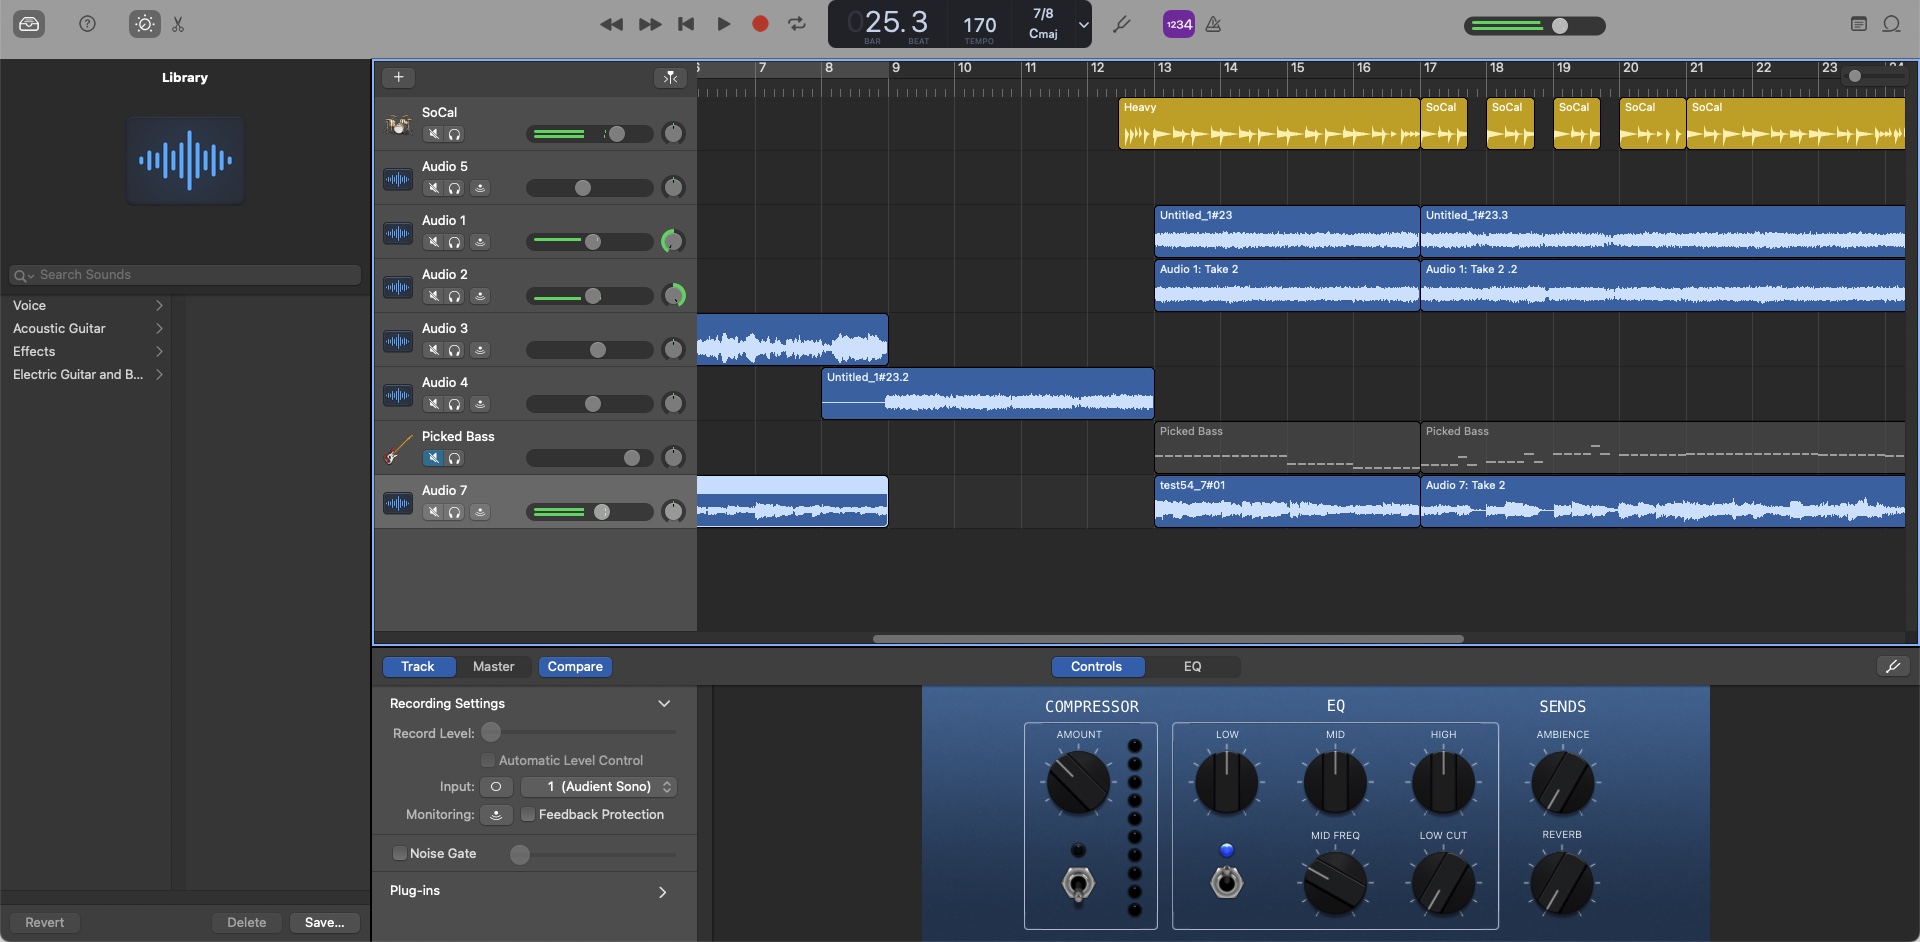 025.3
BAR
BEAT
170
TEMPO
7/8
Cmaj
1234
Library
Search Sounds
Voice
Acoustic Guitar
Effects
Electric Guitar and B...
Revert
Delete
Save...
7
8
9
10
11
12
13
14
15
16
17
18
19
20
21
22
23
SoCal
Heavy
SoCal
SoCal
SoCal
SoCal
SoCal
Audio 5
Audio 1
Untitled_1#23
Untitled_1#23.3
Audio 2
Audio 1: Take 2
Audio 1: Take 2 .2
Audio 3
Audio 4
Untitled_1#23.2
Picked Bass
Picked Bass
Picked Bass
Audio 7
test54_7#01
Audio 7: Take 2
Track
Master
Compare
Controls
EQ
Recording Settings
Record Level:
Automatic Level Control
Input:
1 (Audient Sono)
Monitoring:
Feedback Protection
Noise Gate
Plug-ins
COMPRESSOR
AMOUNT
EQ
LOW
MID
HIGH
MID FREQ
LOW CUT
SENDS
AMBIENCE
REVERB